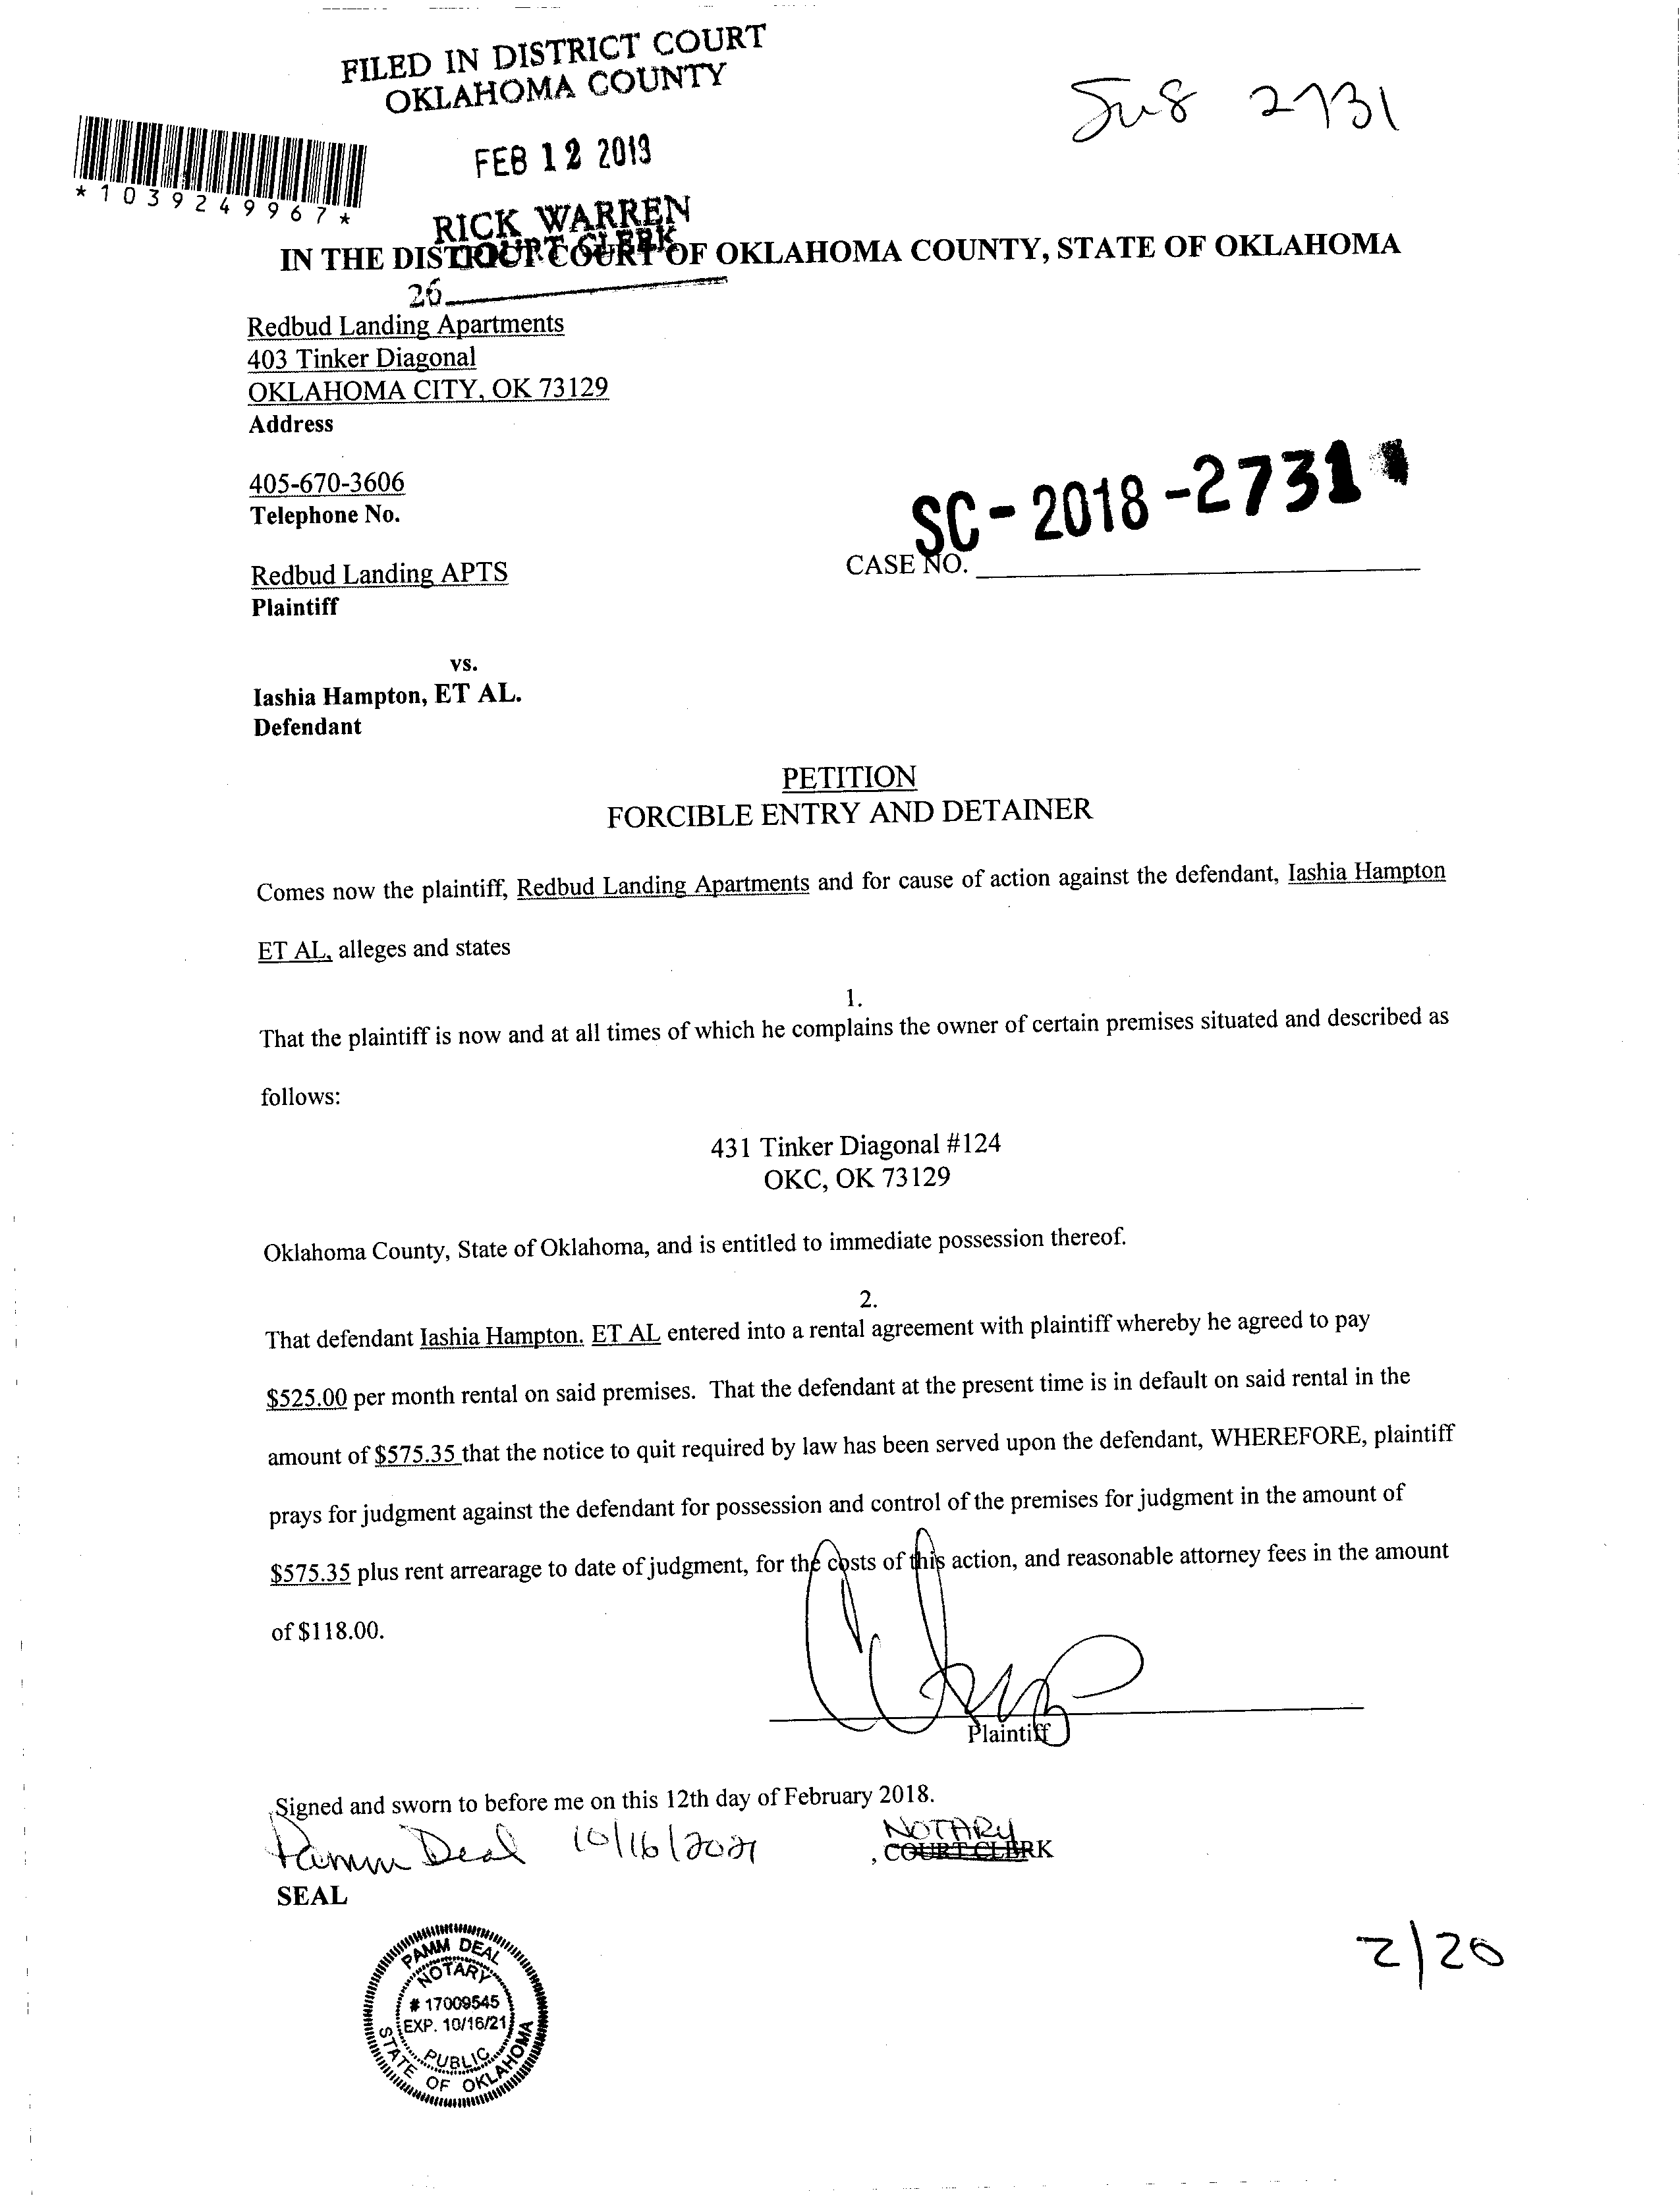 FILED IN DISTRICT COURT
OKLAHOMA COUNTY
2731
FEB 12 2018
*1039249967*
RICK WARREN
COURT CLERK
IN THE DISTRICT COURT OF OKLAHOMA COUNTY, STATE OF OKLAHOMA
26
Redbud Landing Apartments
403 Tinker Diagonal
OKLAHOMA CITY, OK 73129
Address
405-670-3606
Telephone No.
SC-2018-2731
CASE NO.
Redbud Landing APTS
Plaintiff
vs.
Iashia Hampton, ET AL.
Defendant
PETITION
FORCIBLE ENTRY AND DETAINER
Comes now the plaintiff, Redbud Landing Apartments and for cause of action against the defendant, Iashia Hampton
ET AL, alleges and states
1.
That the plaintiff is now and at all times of which he complains the owner of certain premises situated and described as
follows:
431 Tinker Diagonal #124
OKC, OK 73129
Oklahoma County, State of Oklahoma, and is entitled to immediate possession thereof.
2.
That defendant Iashia Hampton. ET AL entered into a rental agreement with plaintiff whereby he agreed to pay
$525.00 per month rental on said premises. That the defendant at the present time is in default on said rental in the
amount of $575.35 that the notice to quit required by law has been served upon the defendant, WHEREFORE, plaintiff
prays for judgment against the defendant for possession and control of the premises for judgment in the amount of
$575.35 plus rent arrearage to date of judgment, for the costs of this action, and reasonable attorney fees in the amount
of $118.00.
Plaintiff
Signed and sworn to before me on this 12th day of February 2018.
Pamm Deal 10/16/2021
NOTARY
, COURT CLERK
SEAL
PAMM DEAL
NOTARY
# 17009545
EXP. 10/16/21
PUBLIC
STATE OF OKLAHOMA
2/20